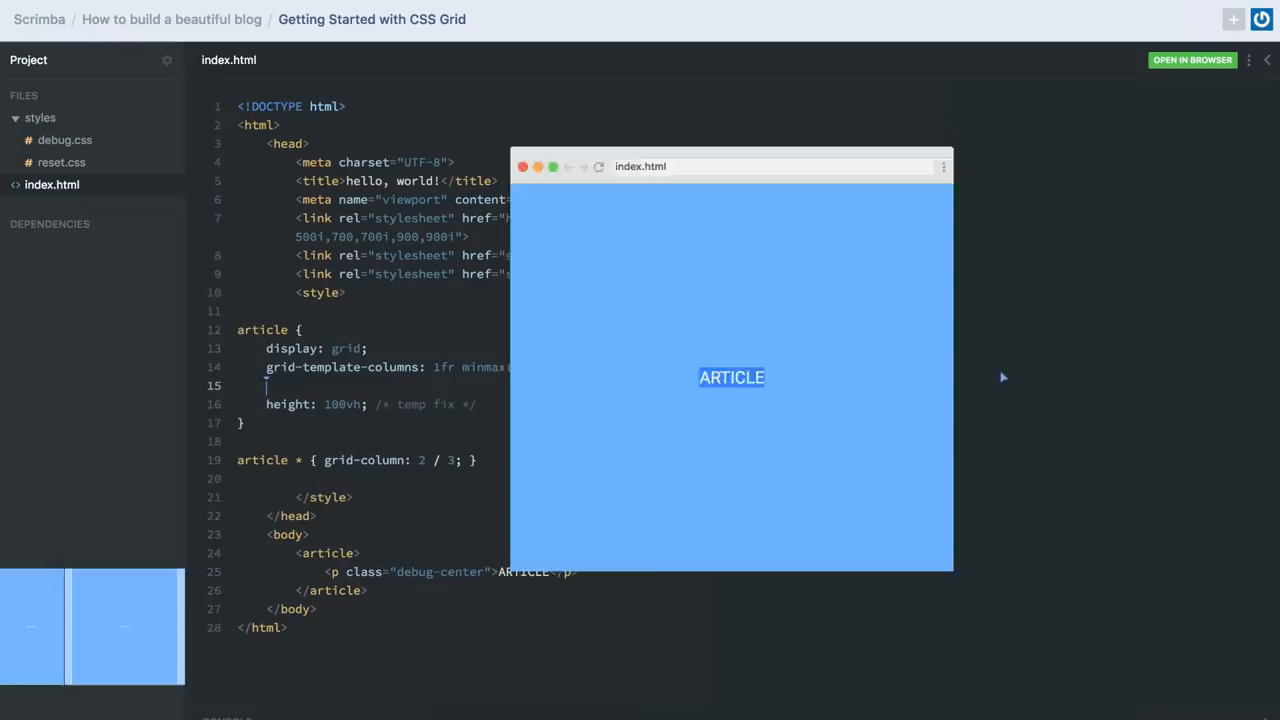 Scrimba / How to build a beautiful blog / Getting Started with CSS Grid
Project
index.html
OPEN IN BROWSER
FILES
styles
# debug.css
# reset.css
<> index.html
DEPENDENCIES
1 <!DOCTYPE html>
2 <html>
3 <head>
4 <meta charset="UTF-8">
5 <title>hello, world!</title>
6 <meta name="viewport" content=
7 <link rel="stylesheet" href="
500i,700,700i,900,900i">
8 <link rel="stylesheet" href="
9 <link rel="stylesheet" href="
10 <style>
11
12 article {
13 display: grid;
14 grid-template-columns: 1fr minmax
15
16 height: 100vh; /* temp fix */
17 }
18
19 article * { grid-column: 2 / 3; }
20
21 </style>
22 </head>
23 <body>
24 <article>
25 <p class="debug-center">ARTICLE</p>
26 </article>
27 </body>
28 </html>
index.html
ARTICLE